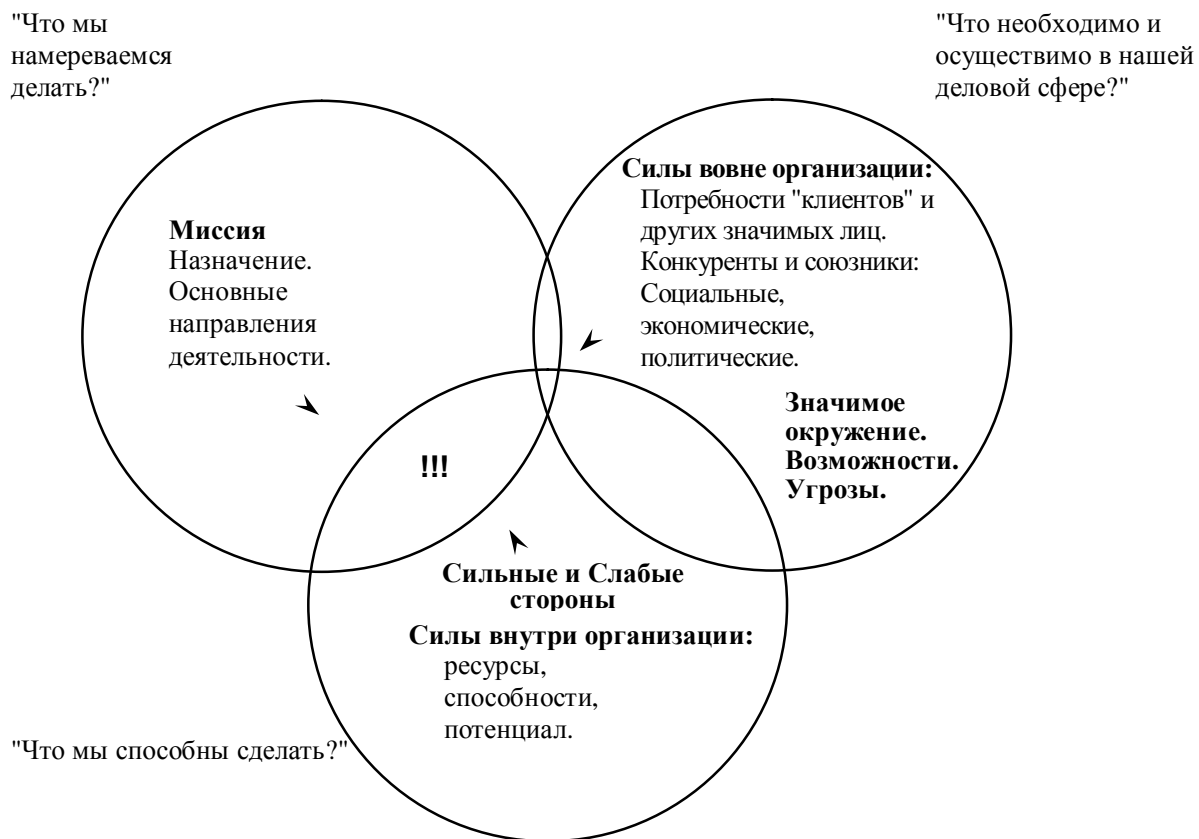 "Что мы
намереваемся
делать?"
"Что необходимо и
осуществимо в нашей
деловой сфере?"
Миссия
Назначение.
Основные
направления
деятельности.
Силы вовне организации:
Потребности "клиентов" и
других значимых лиц.
Конкуренты и союзники:
Социальные,
экономические,
политические.
Значимое
окружение.
Возможности.
Угрозы.
!!!
Сильные и Слабые
стороны
Силы внутри организации:
ресурсы,
способности,
потенциал.
"Что мы способны сделать?"